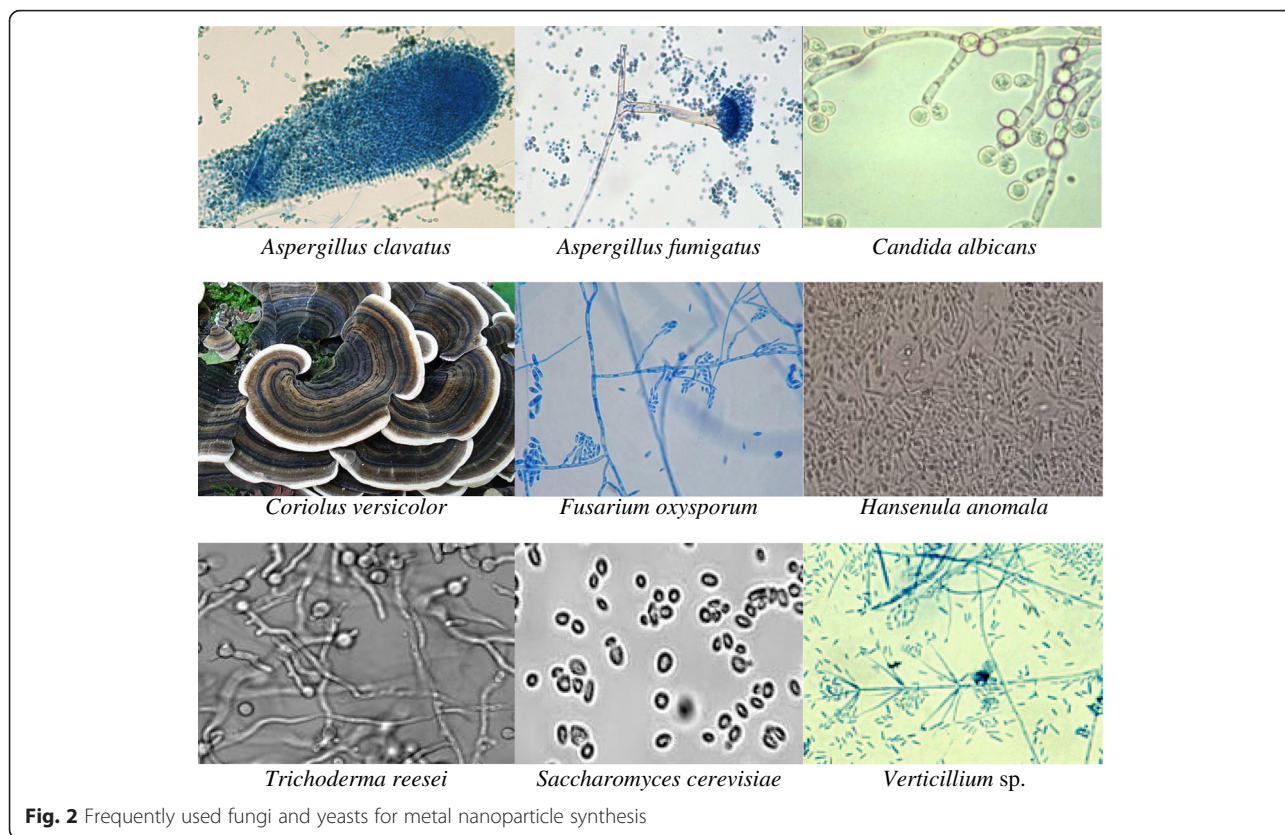 Aspergillus clavatus
Aspergillus fumigatus
Candida albicans
Coriolus versicolor
Fusarium oxysporum
Hansenula anomala
Trichoderma reesei
Saccharomyces cerevisiae
Verticillium sp.
Fig. 2 Frequently used fungi and yeasts for metal nanoparticle synthesis